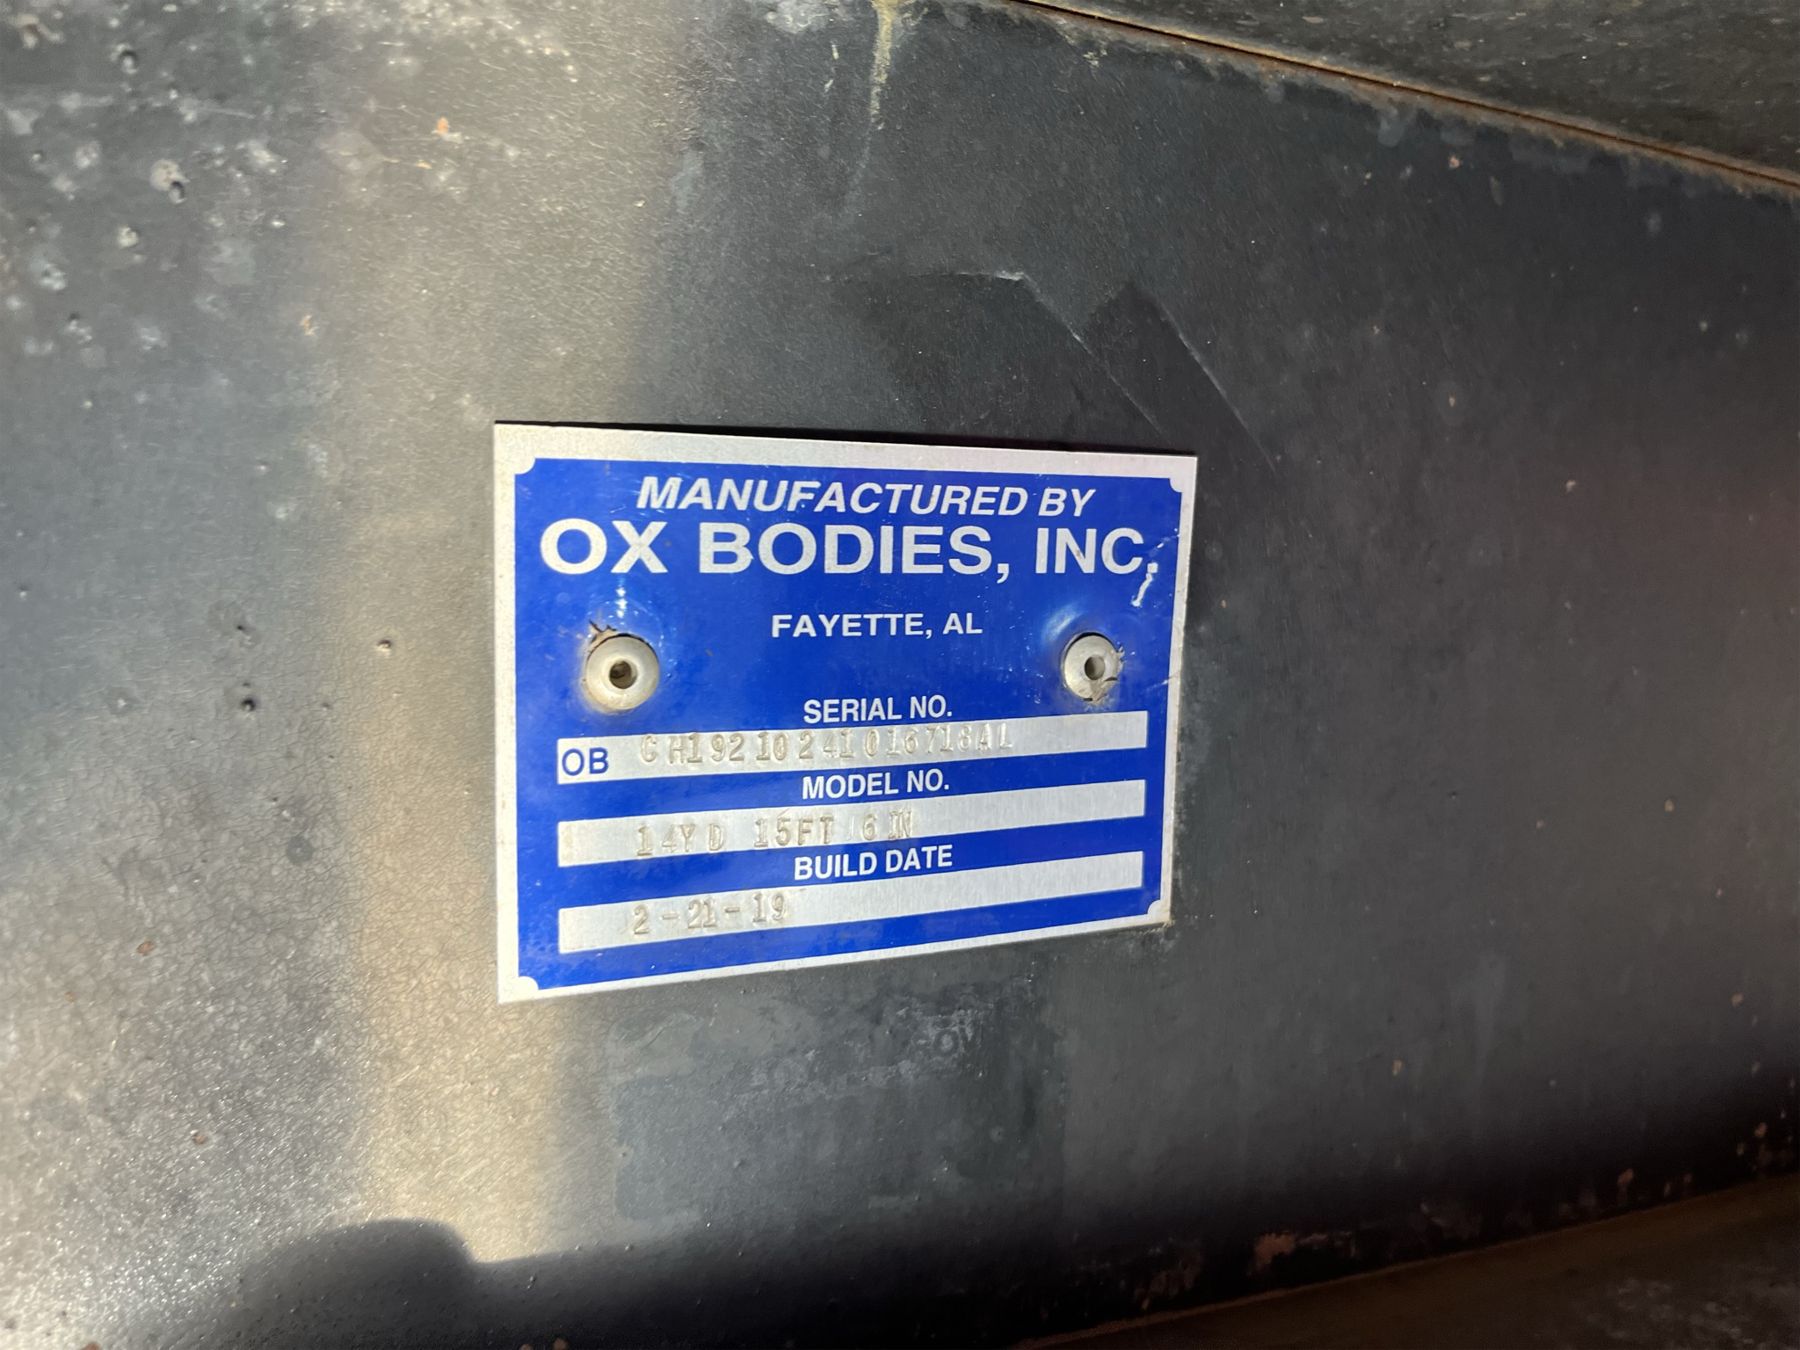 MANUFACTURED BY
OX BODIES, INC.
FAYETTE, AL
SERIAL NO.
OB CH19210241016718AL
MODEL NO.
14YD 15FT 6IN
BUILD DATE
2-21-19